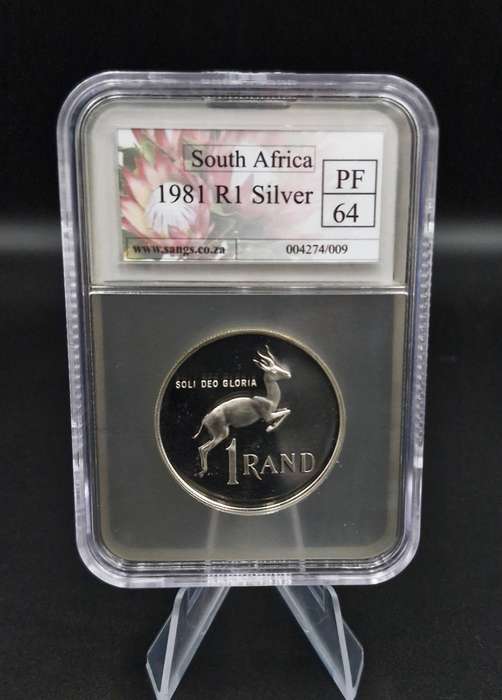 South Africa
1981 R1 Silver
PF
64
www.sangs.co.za
004274/009
SOLI DEO GLORIA
1 RAND